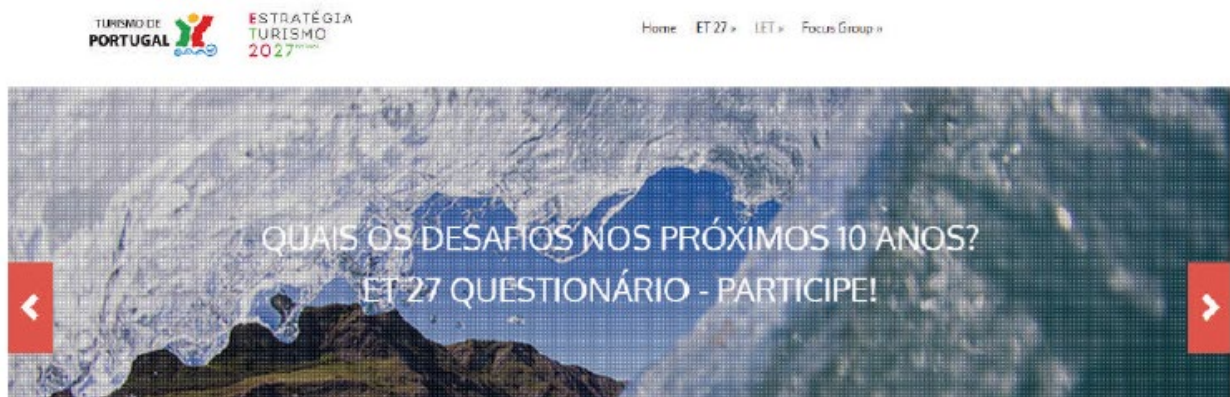 TURISMO DE
PORTUGAL
ESTRATÉGIA
TURISMO
2027
Home ET 27 » LET » Focus Group »
QUAIS OS DESAFIOS NOS PRÓXIMOS 10 ANOS?
ET 27 QUESTIONÁRIO - PARTICIPE!